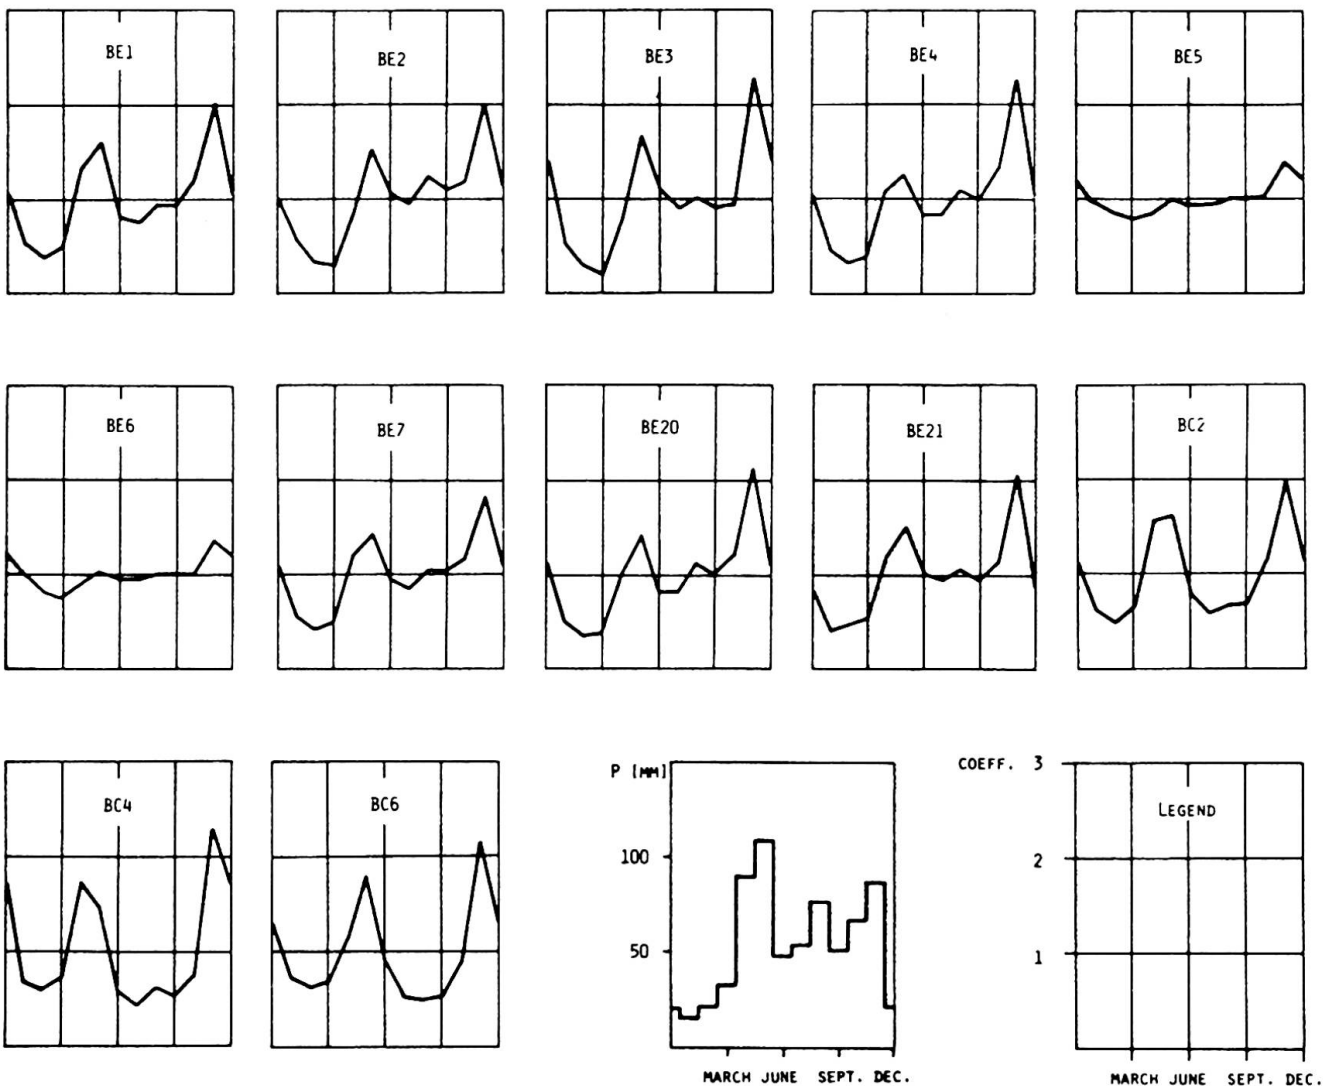 BE1
BE2
BE3
BE4
BE5
BE6
BE7
BE20
BE21
BC2
BC4
BC6
P [MM]
100
50
MARCH JUNE SEPT. DEC.
COEFF. 3
LEGEND
2
1
MARCH JUNE SEPT. DEC.